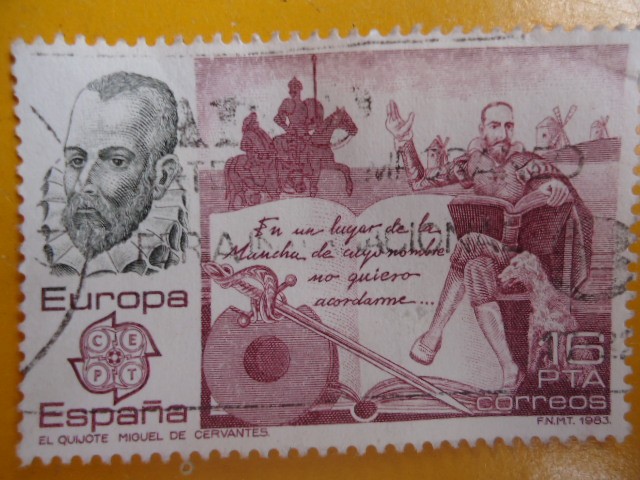 En un lugar de la
Mancha de cuyo nombre
no quiero
acordarme...
Europa
CEPT
España
EL QUIJOTE MIGUEL DE CERVANTES
16
PTA
correos
F.N.M.T. 1983